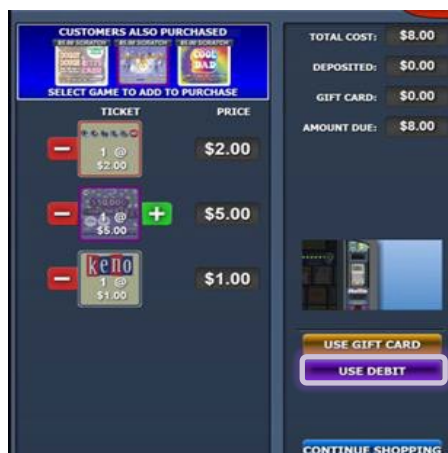 CUSTOMERS ALSO PURCHASED
COOL DAD
SELECT GAME TO ADD TO PURCHASE
TICKET PRICE
1 @
$2.00
$2.00
1 @
$5.00
$5.00
keno
1 @
$1.00
$1.00
TOTAL COST: $8.00
DEPOSITED: $0.00
GIFT CARD: $0.00
AMOUNT DUE: $8.00
USE GIFT CARD
USE DEBIT
CONTINUE SHOPPING